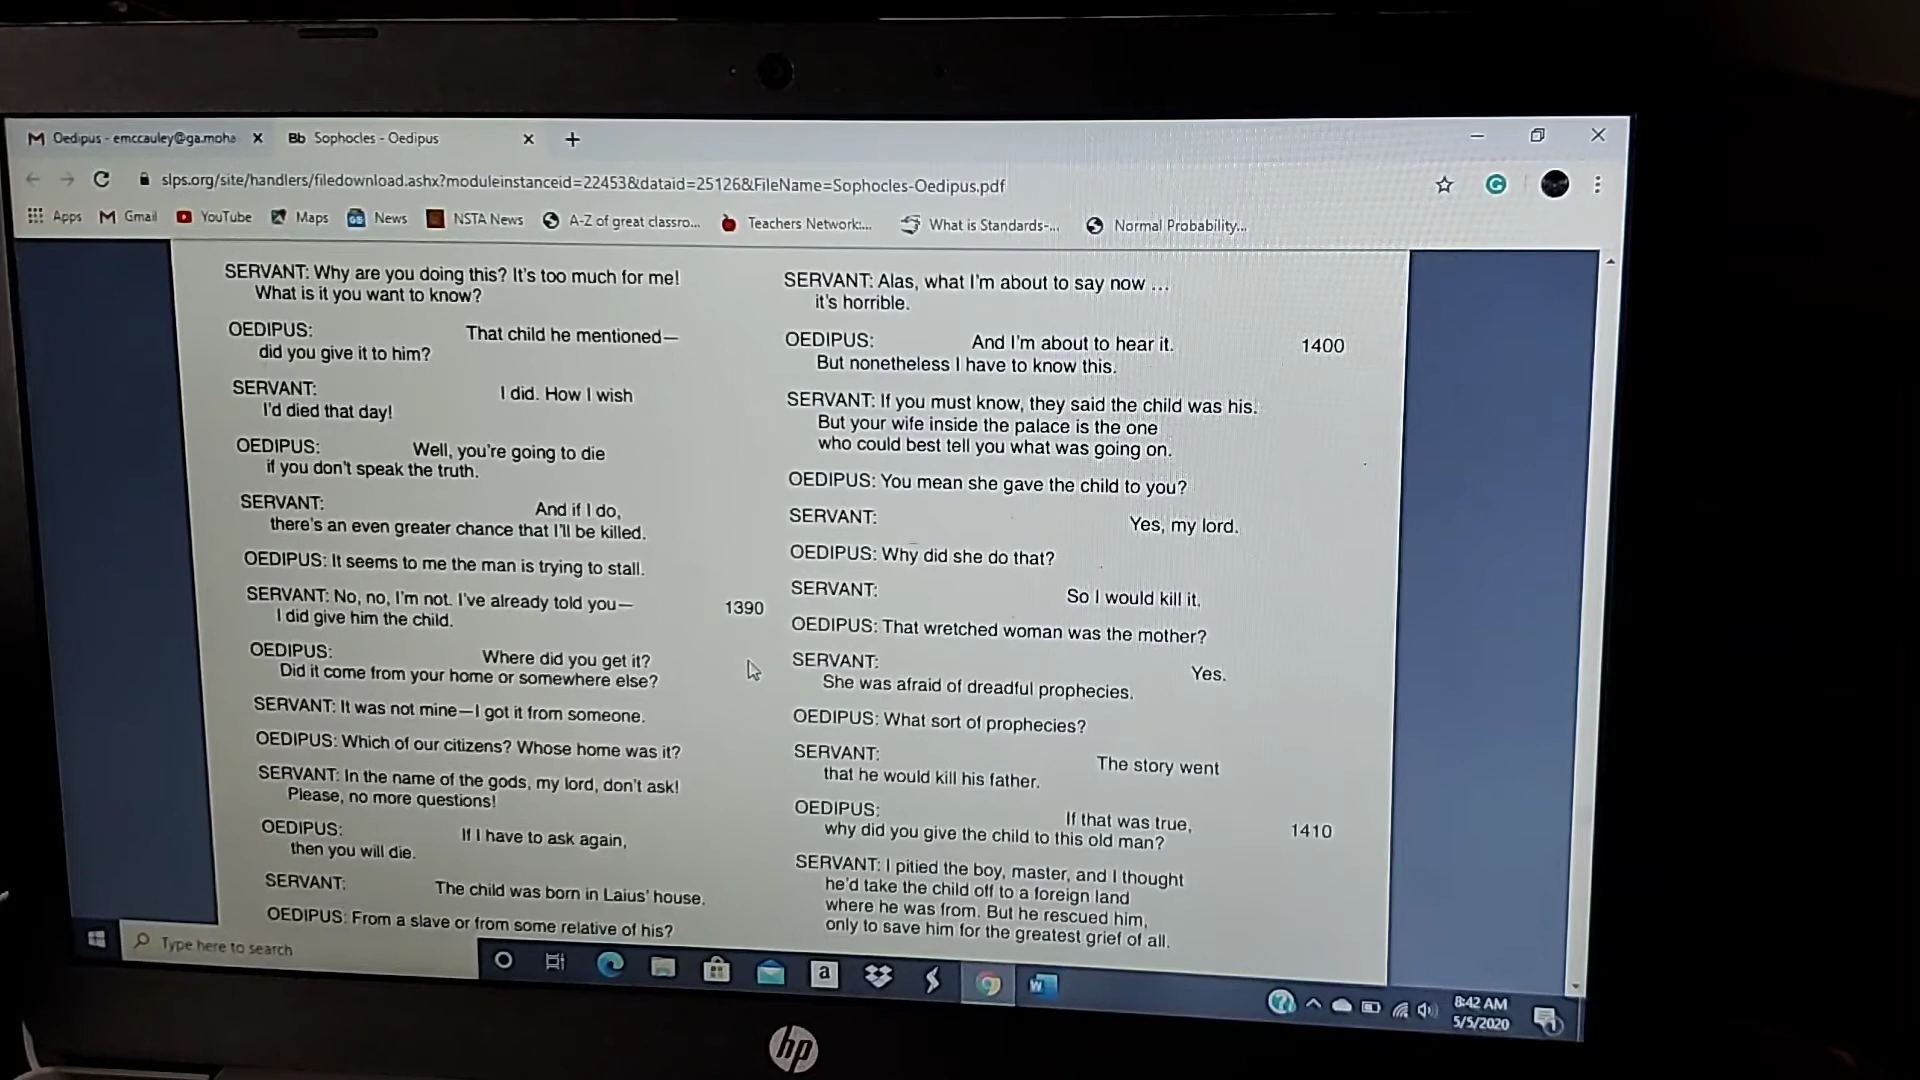 Oedipus - emccauley@ga.moha
Bb Sophocles - Oedipus
slps.org/site/handlers/filedownload.ashx?moduleinstanceid=22453&dataid=25126&FileName=Sophocles-Oedipus.pdf
Apps Gmail YouTube Maps News NSTA News A-Z of great classro... Teachers Network:... What is Standards-... Normal Probability...
SERVANT: Why are you doing this? It's too much for me!
What is it you want to know?
OEDIPUS: That child he mentioned—
did you give it to him?
SERVANT: I did. How I wish
I'd died that day!
OEDIPUS: Well, you're going to die
if you don't speak the truth.
SERVANT: And if I do,
there's an even greater chance that I'll be killed.
OEDIPUS: It seems to me the man is trying to stall.
SERVANT: No, no, I'm not. I've already told you— 1390
I did give him the child.
OEDIPUS: Where did you get it?
Did it come from your home or somewhere else?
SERVANT: It was not mine—I got it from someone.
OEDIPUS: Which of our citizens? Whose home was it?
SERVANT: In the name of the gods, my lord, don't ask!
Please, no more questions!
OEDIPUS: If I have to ask again,
then you will die.
SERVANT: The child was born in Laius' house.
OEDIPUS: From a slave or from some relative of his?
SERVANT: Alas, what I'm about to say now ...
it's horrible.
OEDIPUS: And I'm about to hear it. 1400
But nonetheless I have to know this.
SERVANT: If you must know, they said the child was his.
But your wife inside the palace is the one
who could best tell you what was going on.
OEDIPUS: You mean she gave the child to you?
SERVANT: Yes, my lord.
OEDIPUS: Why did she do that?
SERVANT: So I would kill it.
OEDIPUS: That wretched woman was the mother?
SERVANT: Yes.
She was afraid of dreadful prophecies.
OEDIPUS: What sort of prophecies?
SERVANT: The story went
that he would kill his father.
OEDIPUS: If that was true, 1410
why did you give the child to this old man?
SERVANT: I pitied the boy, master, and I thought
he'd take the child off to a foreign land
where he was from. But he rescued him,
only to save him for the greatest grief of all.
Type here to search
8:42 AM
5/5/2020
hp